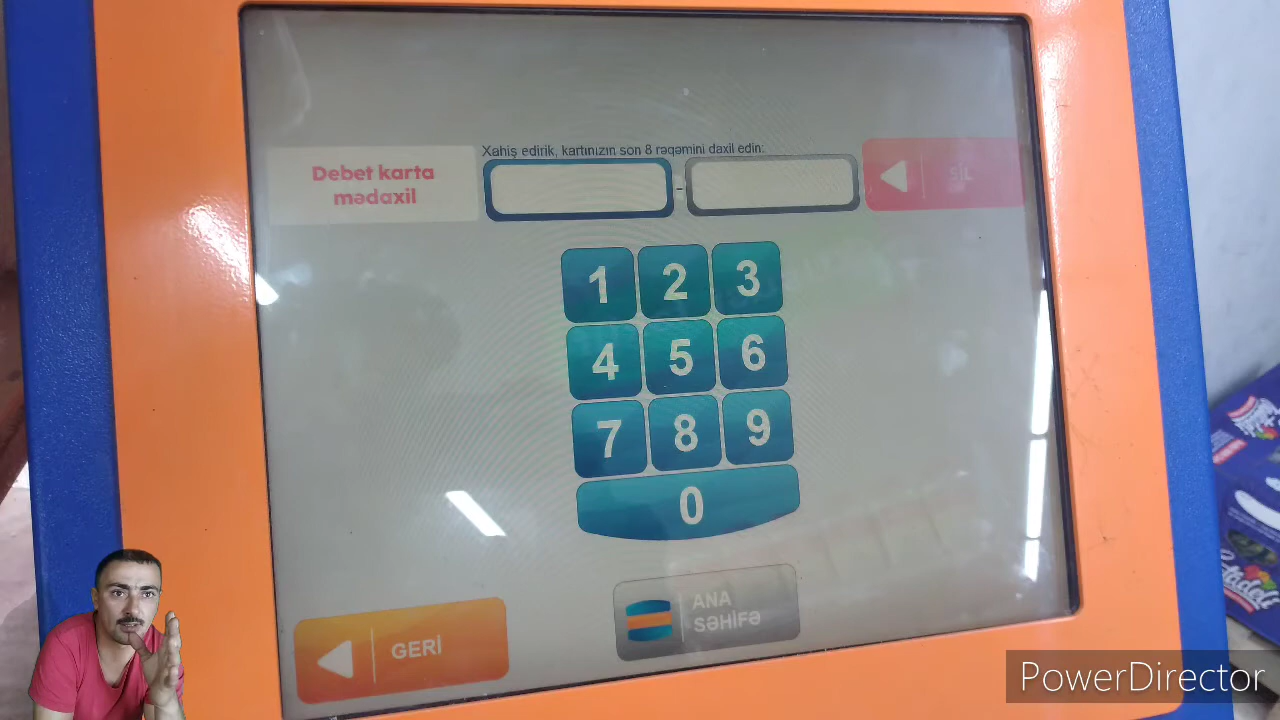 Xahiş edirik, kartınızın son 8 rəqəmini daxil edin:
Debet karta
mədaxil
-
SİL
1 2 3
4 5 6
7 8 9
0
GERİ
ANA
SƏHİFƏ
PowerDirector